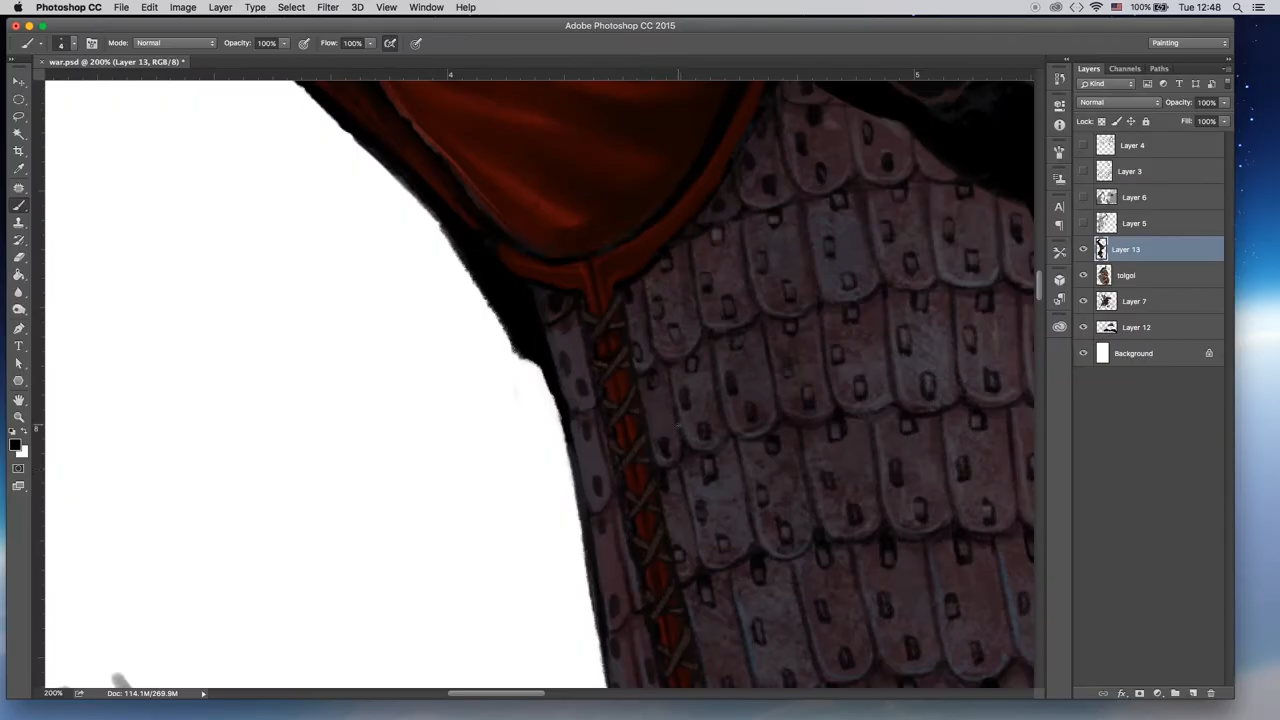 Photoshop CC File Edit Image Layer Type Select Filter 3D View Window Help 100% Tue 12:48
Adobe Photoshop CC 2015
4 Mode: Normal Opacity: 100% Flow: 100% Painting
× war.psd @ 200% (Layer 13, RGB/8) *
4 5
8
Layers Channels Paths
Kind
Normal Opacity: 100%
Lock: Fill: 100%
Layer 4
Layer 3
Layer 6
Layer 5
Layer 13
tolgoi
Layer 7
Layer 12
Background
200% Doc: 114.1M/269.9M